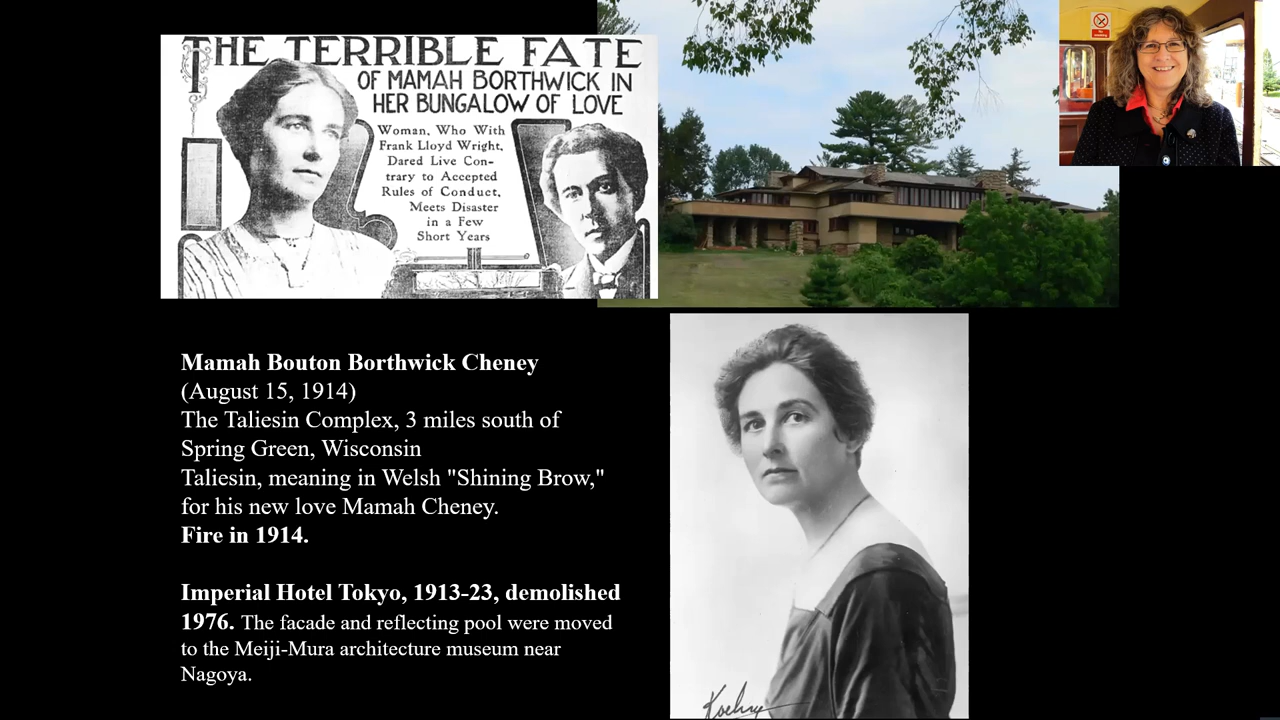 THE TERRIBLE FATE
OF MAMAH BORTHWICK IN
HER BUNGALOW OF LOVE
Woman, Who With
Frank Lloyd Wright,
Dared Live Con-
trary to Accepted
Rules of Conduct,
Meets Disaster
in a Few
Short Years
Mamah Bouton Borthwick Cheney
(August 15, 1914)
The Taliesin Complex, 3 miles south of
Spring Green, Wisconsin
Taliesin, meaning in Welsh "Shining Brow,"
for his new love Mamah Cheney.
Fire in 1914.
Imperial Hotel Tokyo, 1913-23, demolished
1976. The facade and reflecting pool were moved
to the Meiji-Mura architecture museum near
Nagoya.